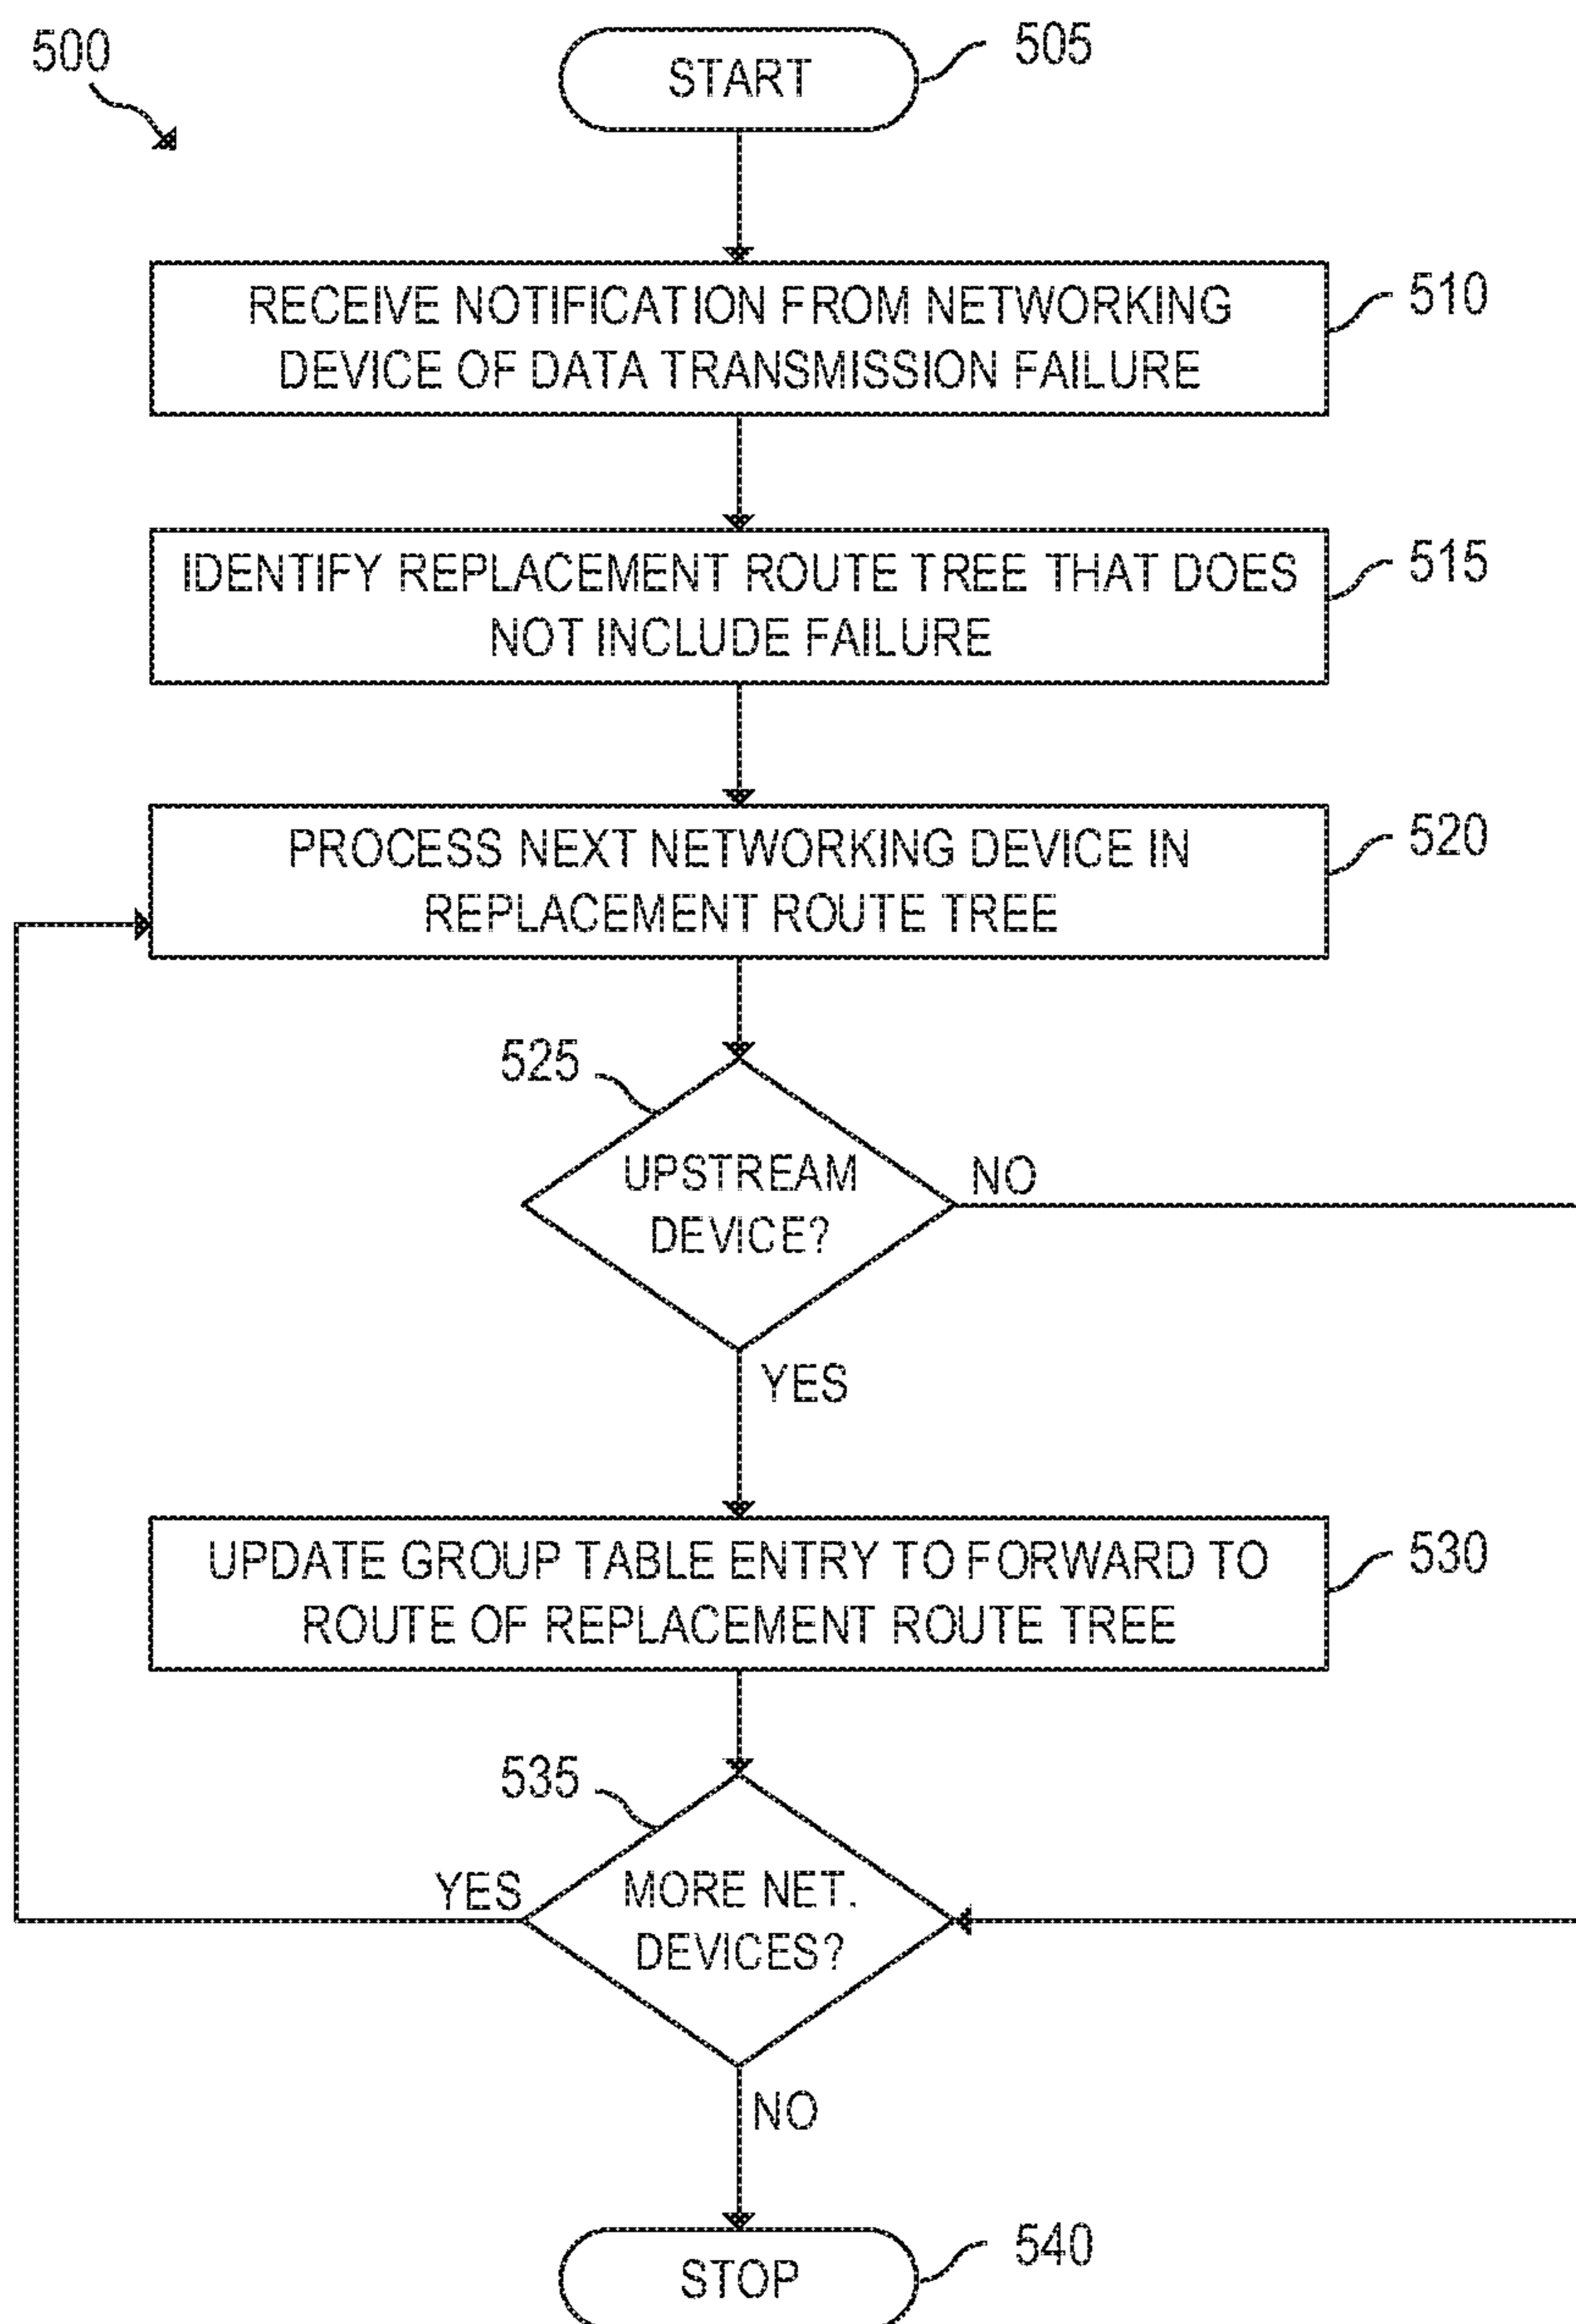 500
START
505
RECEIVE NOTIFICATION FROM NETWORKING
DEVICE OF DATA TRANSMISSION FAILURE
510
IDENTIFY REPLACEMENT ROUTE TREE THAT DOES
NOT INCLUDE FAILURE
515
PROCESS NEXT NETWORKING DEVICE IN
REPLACEMENT ROUTE TREE
520
525
UPSTREAM
DEVICE?
NO
YES
UPDATE GROUP TABLE ENTRY TO FORWARD TO
ROUTE OF REPLACEMENT ROUTE TREE
530
535
MORE NET.
DEVICES?
YES
NO
STOP
540